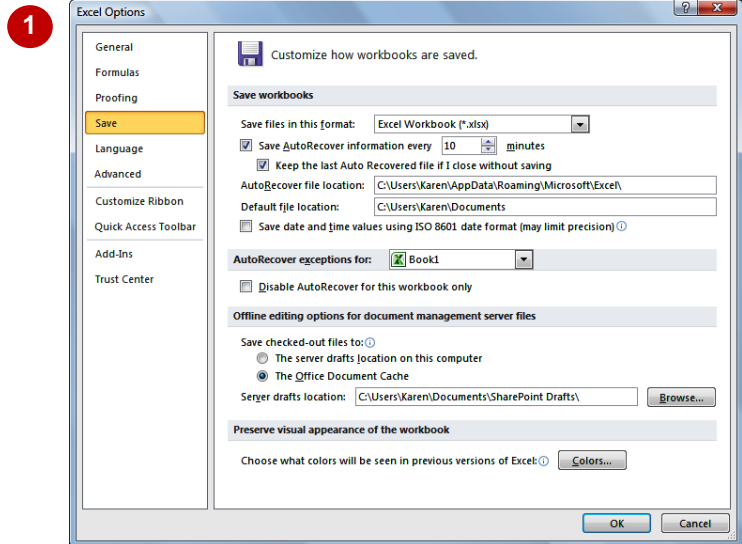 1
Excel Options
?
X
General
Formulas
Proofing
Save
Language
Advanced
Customize Ribbon
Quick Access Toolbar
Add-Ins
Trust Center
Customize how workbooks are saved.
Save workbooks
Save files in this format: Excel Workbook (*.xlsx)
Save AutoRecover information every 10 minutes
Keep the last Auto Recovered file if I close without saving
AutoRecover file location: C:\Users\Karen\AppData\Roaming\Microsoft\Excel\
Default file location: C:\Users\Karen\Documents
Save date and time values using ISO 8601 date format (may limit precision)
AutoRecover exceptions for: Book1
Disable AutoRecover for this workbook only
Offline editing options for document management server files
Save checked-out files to:
The server drafts location on this computer
The Office Document Cache
Server drafts location: C:\Users\Karen\Documents\SharePoint Drafts\ Browse...
Preserve visual appearance of the workbook
Choose what colors will be seen in previous versions of Excel: Colors...
OK Cancel